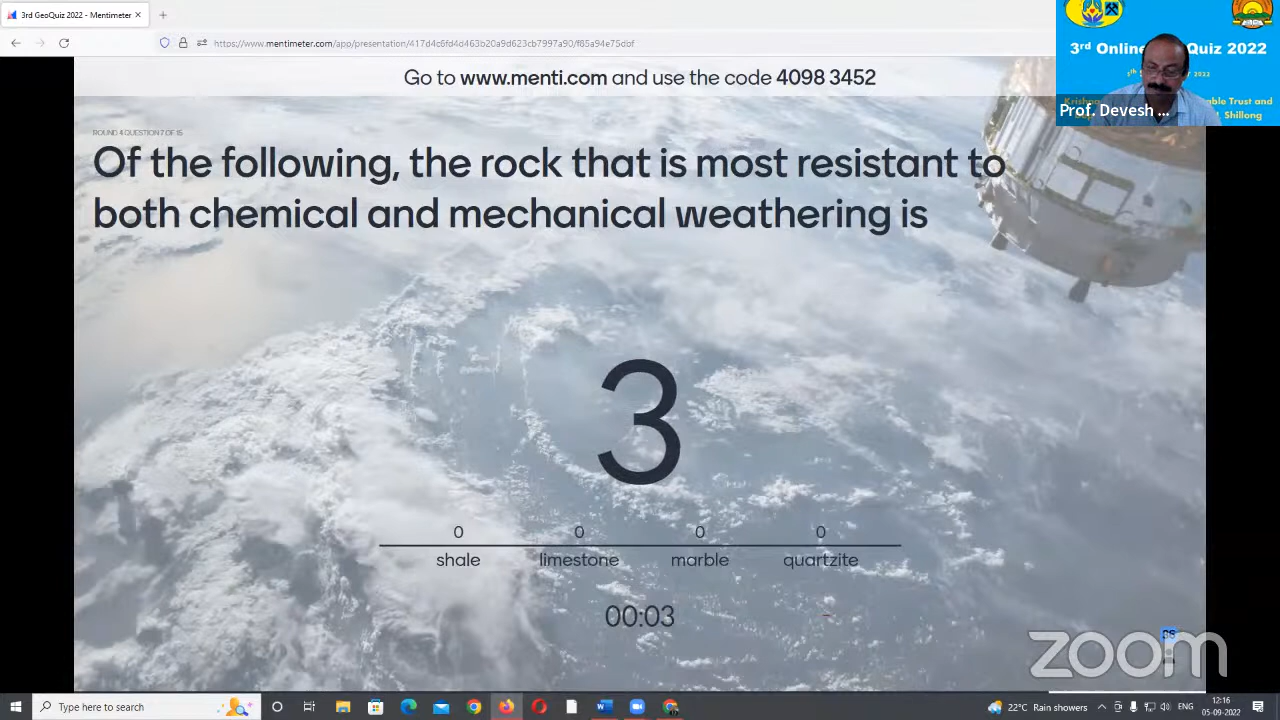 3rd GeoQuiz 2022 - Mentimeter
https://www.mentimeter.com/app/presentation/417d4c6fd4d463b20a9d623cb7997a90/f85a94e75dbf
Go to www.menti.com and use the code 4098 3452
3rd Online Quiz 2022
2022
able Trust and
Shillong
Prof. Devesh ...
ROUND 4 QUESTION 7 OF 15
Of the following, the rock that is most resistant to
both chemical and mechanical weathering is
3
0 0 0 0
shale limestone marble quartzite
00:03
zoom
Type here to search
22°C Rain showers
ENG
12:16
05-09-2022